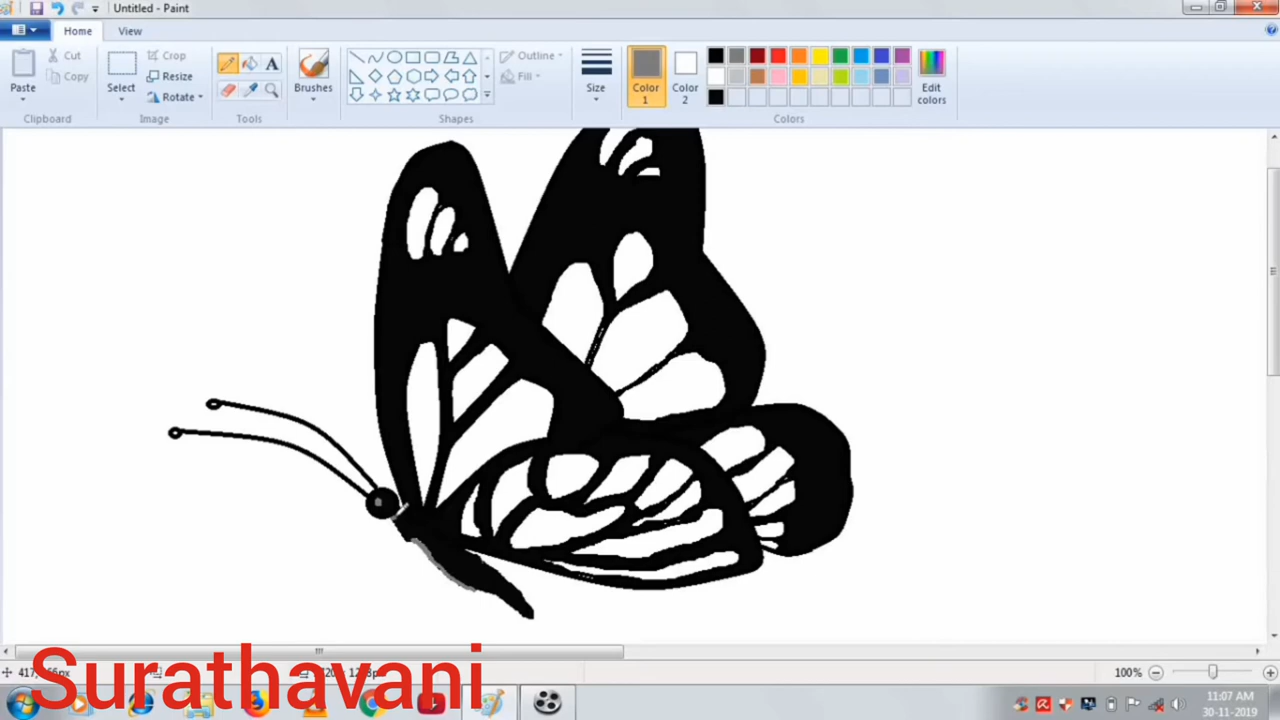 Untitled - Paint
Home View
Paste
Cut
Copy
Clipboard
Select
Crop
Resize
Rotate
Image
A
Tools
Brushes
Outline
Fill
Shapes
Size
Color 1
Color 2
Edit colors
Colors
100%
Surathavani
11:07 AM
30-11-2019